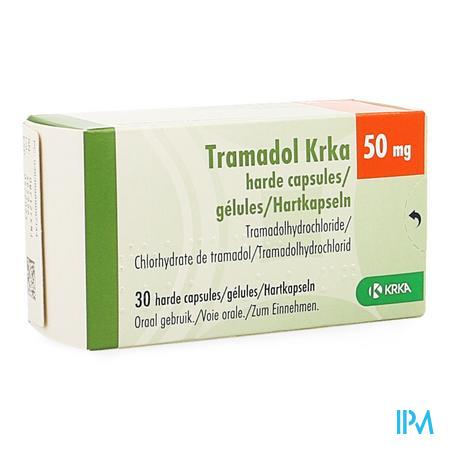 Tramadol Krka 50 mg
harde capsules/
gélules/Hartkapseln
Tramadolhydrochloride/
Chlorhydrate de tramadol/Tramadolhydrochlorid
KRKA
30 harde capsules/gélules/Hartkapseln
Oraal gebruik./Voie orale./Zum Einnehmen.
IPM